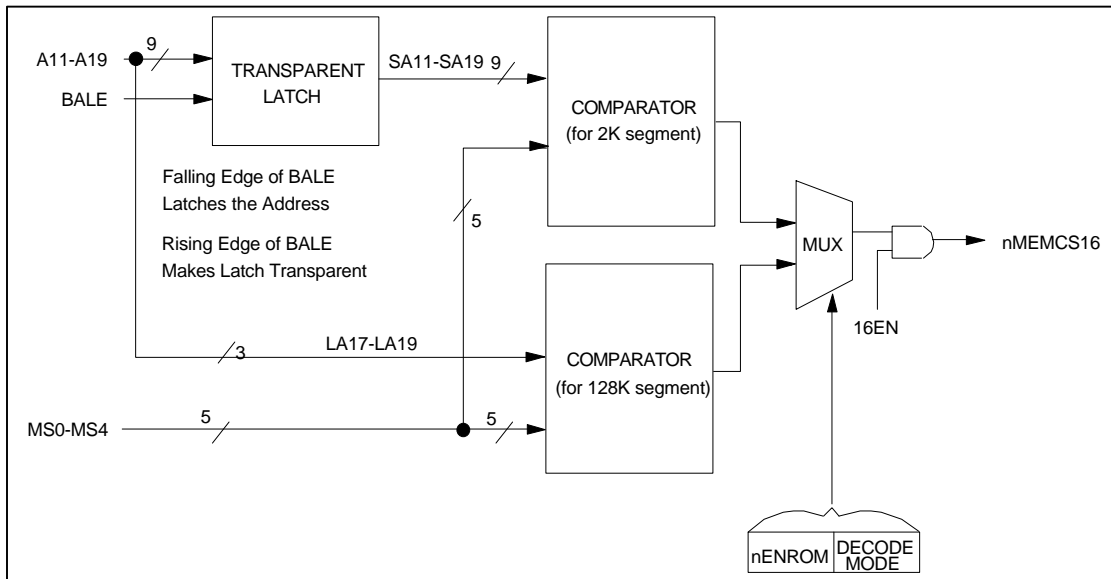 A11-A19
9
BALE
TRANSPARENT
LATCH
SA11-SA19 9
COMPARATOR
(for 2K segment)
Falling Edge of BALE
Latches the Address
Rising Edge of BALE
Makes Latch Transparent
5
MUX
nMEMCS16
16EN
3
LA17-LA19
COMPARATOR
(for 128K segment)
MS0-MS4
5
5
nENROM
DECODE
MODE